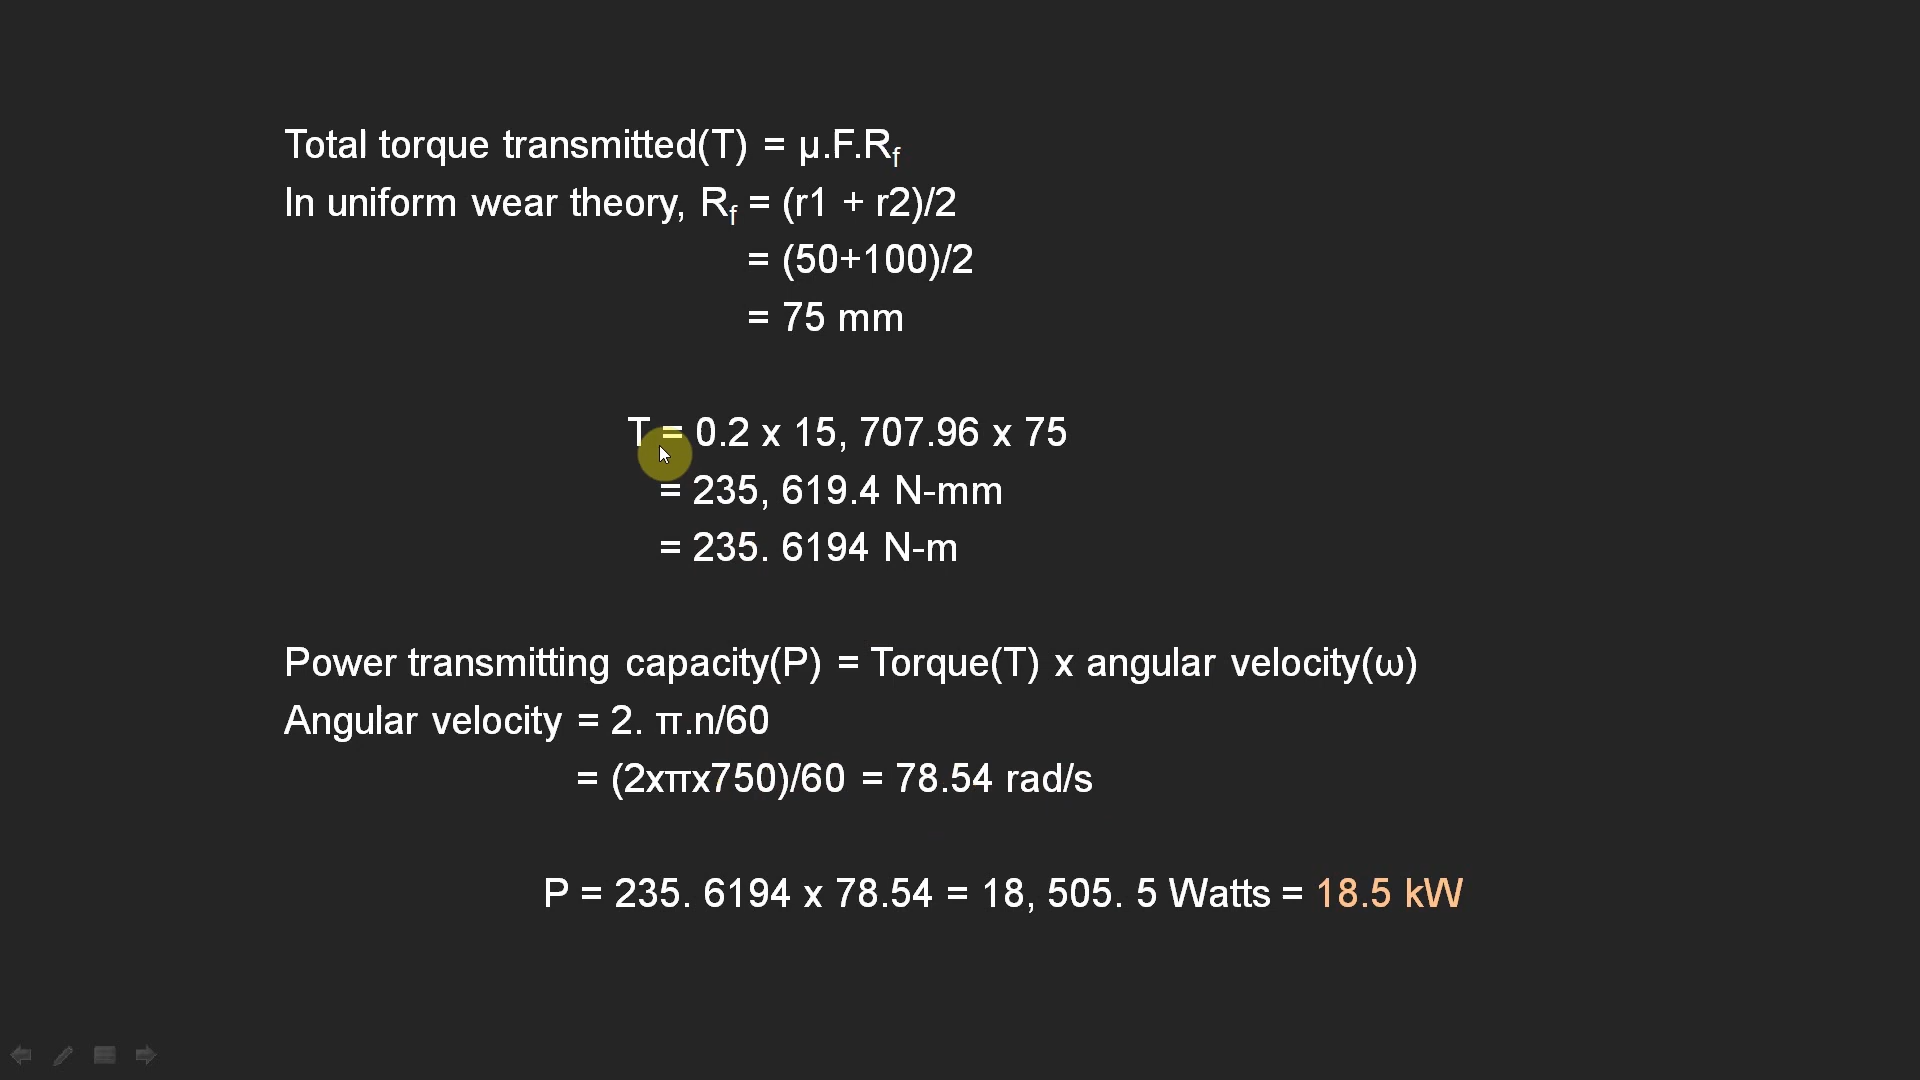 Total torque transmitted(T) = μ.F.Rf
In uniform wear theory, Rf = (r1 + r2)/2
= (50+100)/2
= 75 mm
T = 0.2 x 15, 707.96 x 75
= 235, 619.4 N-mm
= 235. 6194 N-m
Power transmitting capacity(P) = Torque(T) x angular velocity(ω)
Angular velocity = 2. π.n/60
= (2xπx750)/60 = 78.54 rad/s
P = 235. 6194 x 78.54 = 18, 505. 5 Watts = 18.5 kW